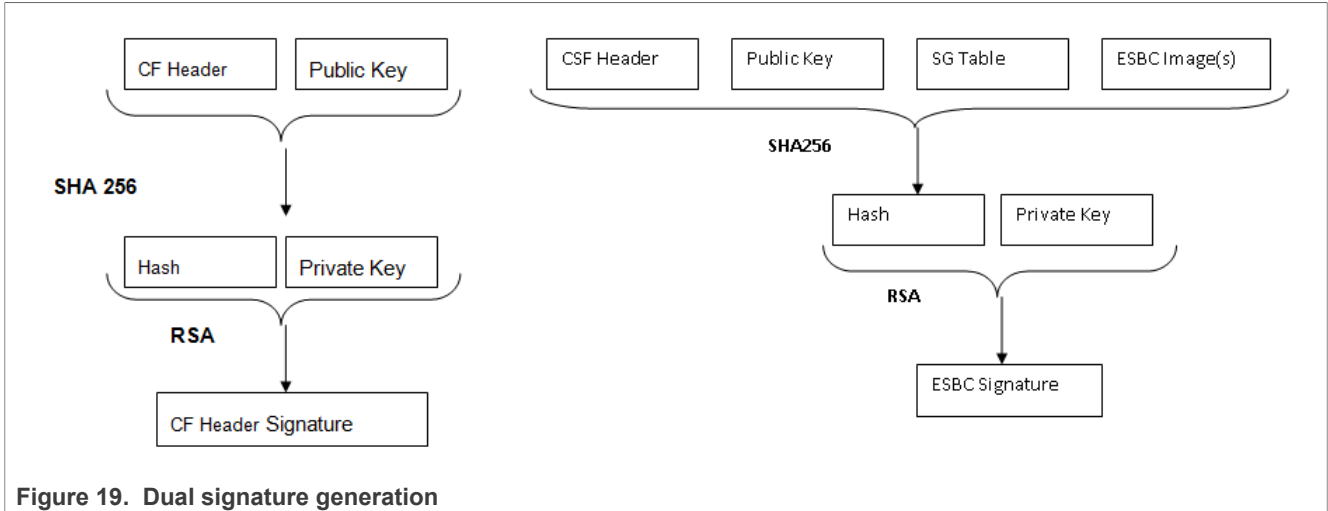 CF Header
Public Key
SHA 256
Hash
Private Key
RSA
CF Header Signature
CSF Header
Public Key
SG Table
ESBC Image(s)
SHA256
Hash
Private Key
RSA
ESBC Signature
Figure 19. Dual signature generation